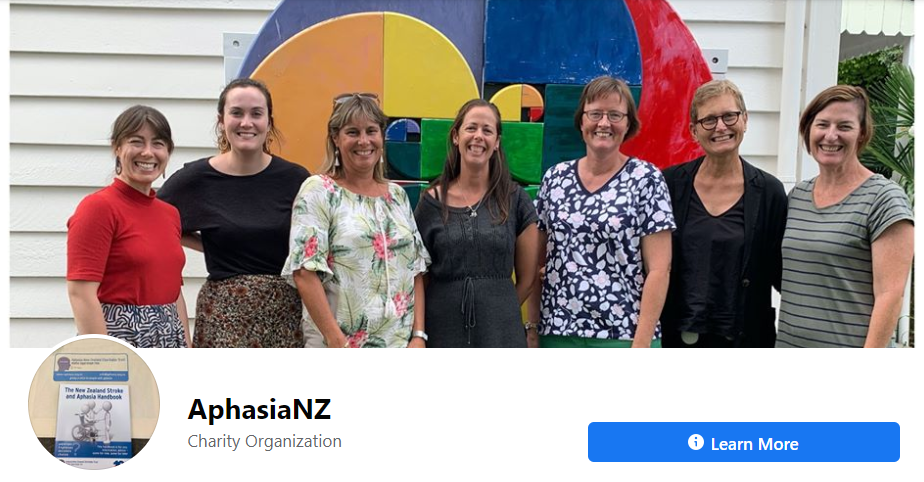 The New Zealand Stroke
and Aphasia Handbook
AphasiaNZ
Charity Organization
Learn More